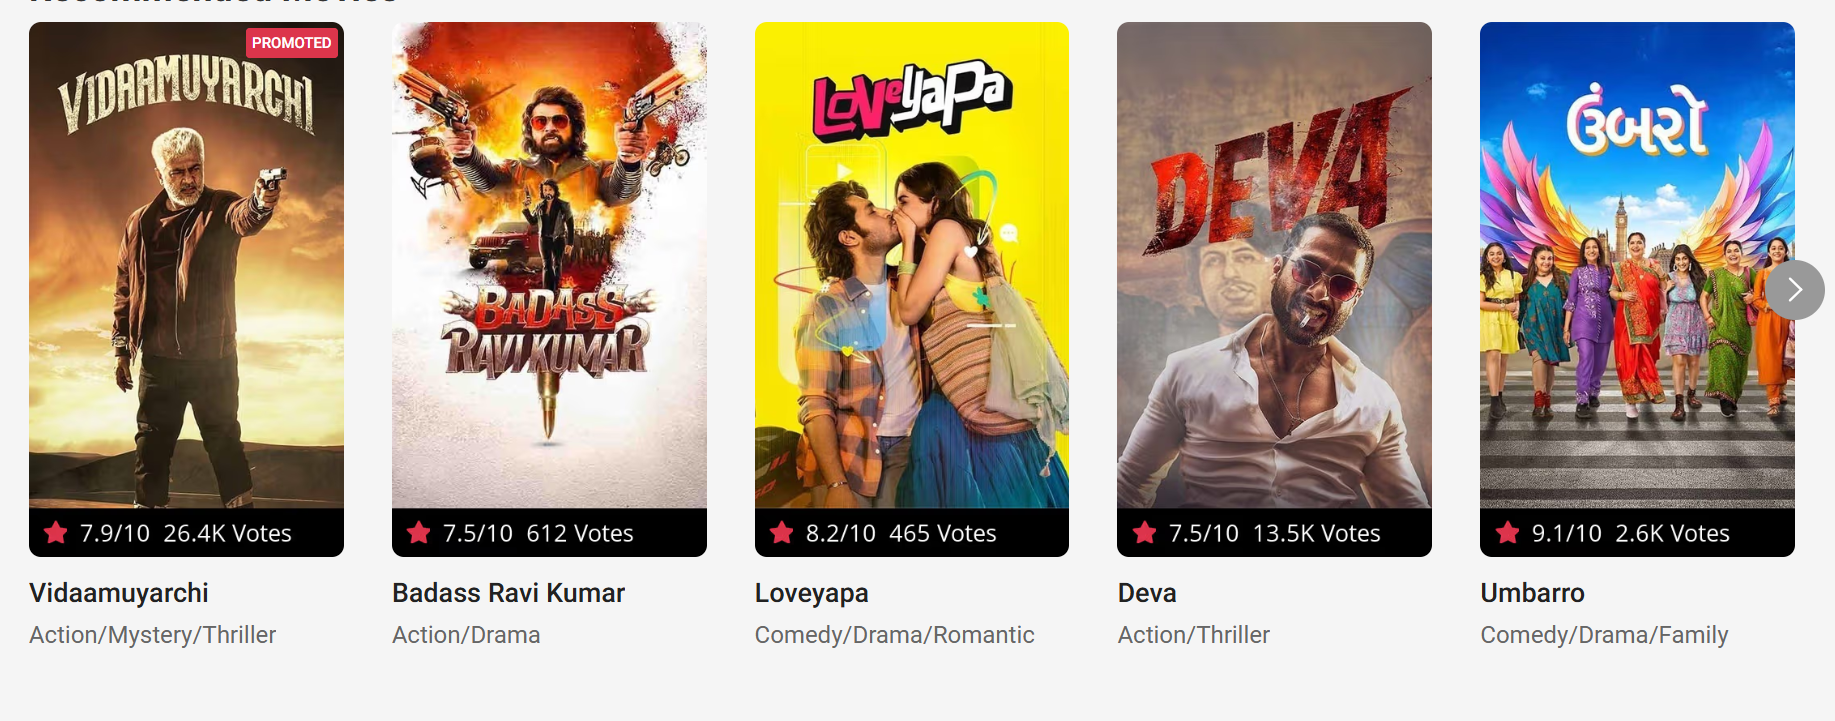 Recommended Movies
PROMOTED
VIDAAMUYARCHI
7.9/10 26.4K Votes
Vidaamuyarchi
Action/Mystery/Thriller
BADASS
RAVI KUMAR
7.5/10 612 Votes
Badass Ravi Kumar
Action/Drama
LoveyaPa
8.2/10 465 Votes
Loveyapa
Comedy/Drama/Romantic
DEVA
7.5/10 13.5K Votes
Deva
Action/Thriller
ઉંબરો
9.1/10 2.6K Votes
Umbarro
Comedy/Drama/Family